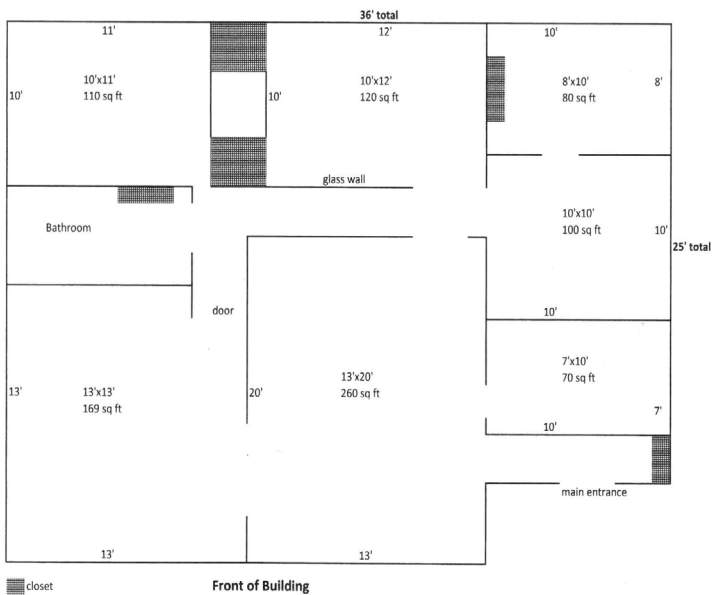 36' total
11'
12'
10'
10'x11'
110 sq ft
10'
10'
10'x12'
120 sq ft
8'x10'
80 sq ft
8'
glass wall
Bathroom
10'x10'
100 sq ft
10'
25' total
door
10'
13'
13'x13'
169 sq ft
20'
13'x20'
260 sq ft
7'x10'
70 sq ft
7'
10'
main entrance
13'
13'
closet
Front of Building